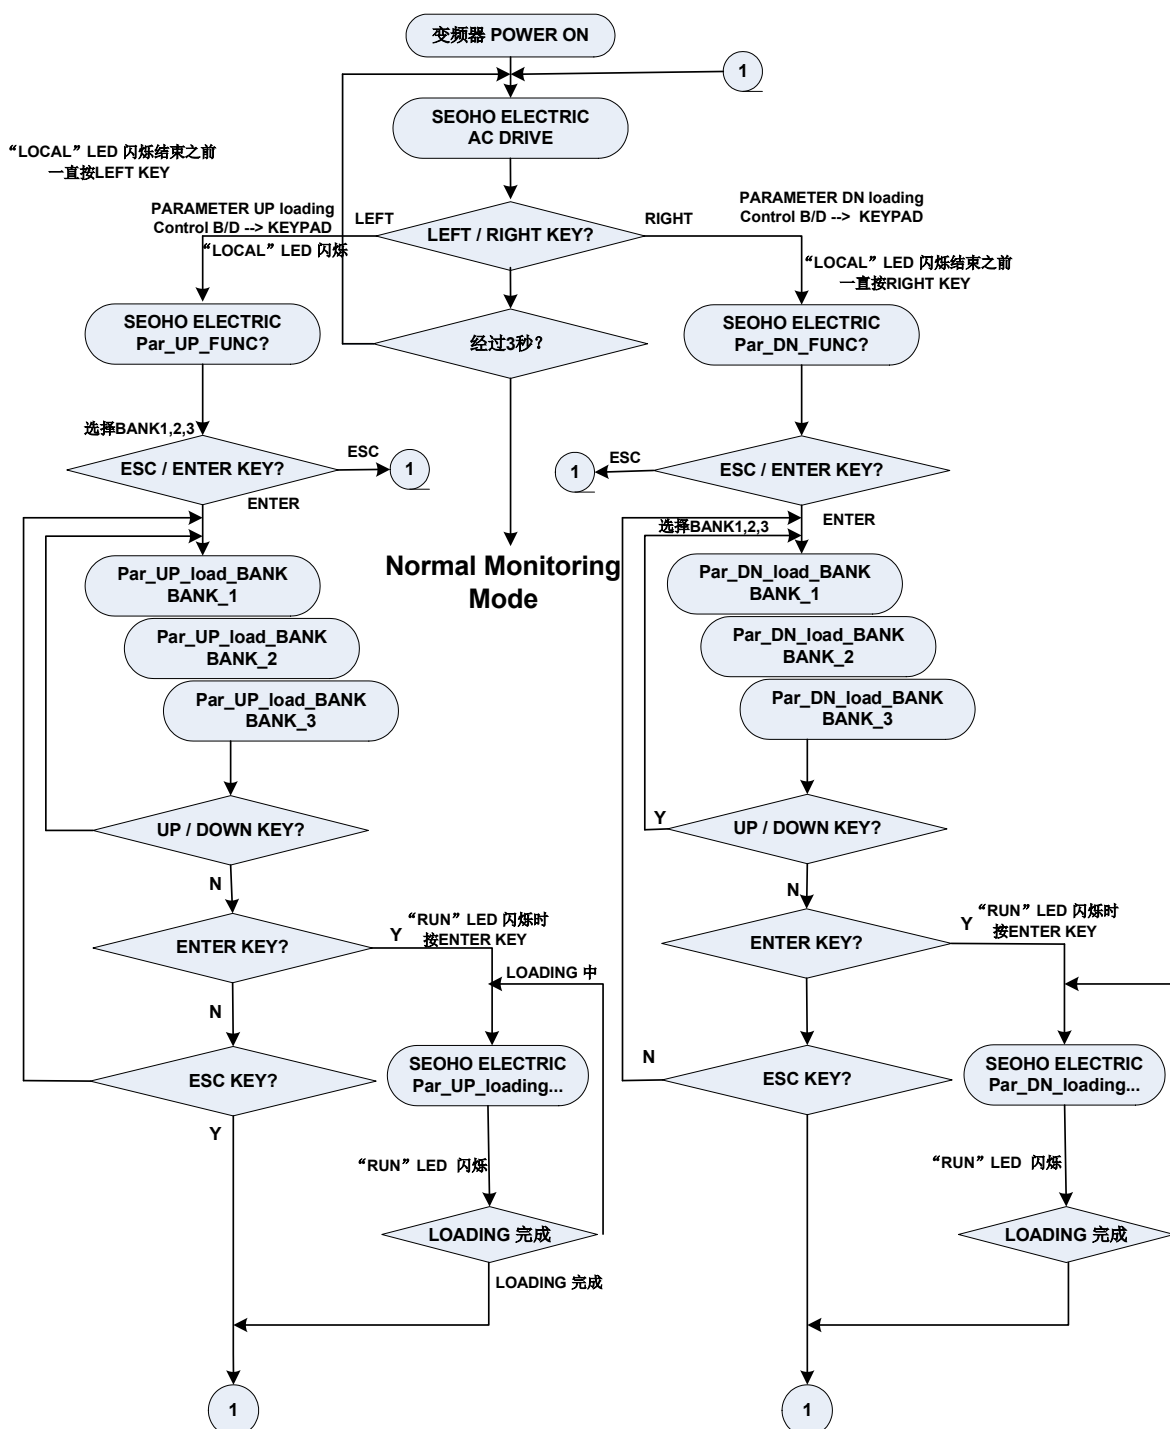 变频器 POWER ON
1
SEOHO ELECTRIC
AC DRIVE
“LOCAL”LED 闪烁结束之前
一直按LEFT KEY
PARAMETER UP loading
Control B/D --> KEYPAD
“LOCAL”LED 闪烁
LEFT
LEFT / RIGHT KEY?
RIGHT
PARAMETER DN loading
Control B/D --> KEYPAD
“LOCAL”LED 闪烁结束之前
一直按RIGHT KEY
SEOHO ELECTRIC
Par_UP_FUNC?
经过3秒?
SEOHO ELECTRIC
Par_DN_FUNC?
选择BANK1,2,3
ESC / ENTER KEY?
ESC
1
1
ESC
ESC / ENTER KEY?
ENTER
ENTER
选择BANK1,2,3
Normal Monitoring
Mode
Par_UP_load_BANK
BANK_1
Par_UP_load_BANK
BANK_2
Par_UP_load_BANK
BANK_3
Par_DN_load_BANK
BANK_1
Par_DN_load_BANK
BANK_2
Par_DN_load_BANK
BANK_3
UP / DOWN KEY?
Y
UP / DOWN KEY?
N
N
ENTER KEY?
Y
“RUN”LED 闪烁时
按ENTER KEY
ENTER KEY?
Y
“RUN”LED 闪烁时
按ENTER KEY
LOADING 中
N
ESC KEY?
SEOHO ELECTRIC
Par_UP_loading...
N
ESC KEY?
SEOHO ELECTRIC
Par_DN_loading...
Y
“RUN”LED 闪烁
“RUN”LED 闪烁
LOADING 完成
LOADING 完成
LOADING 完成
1
1